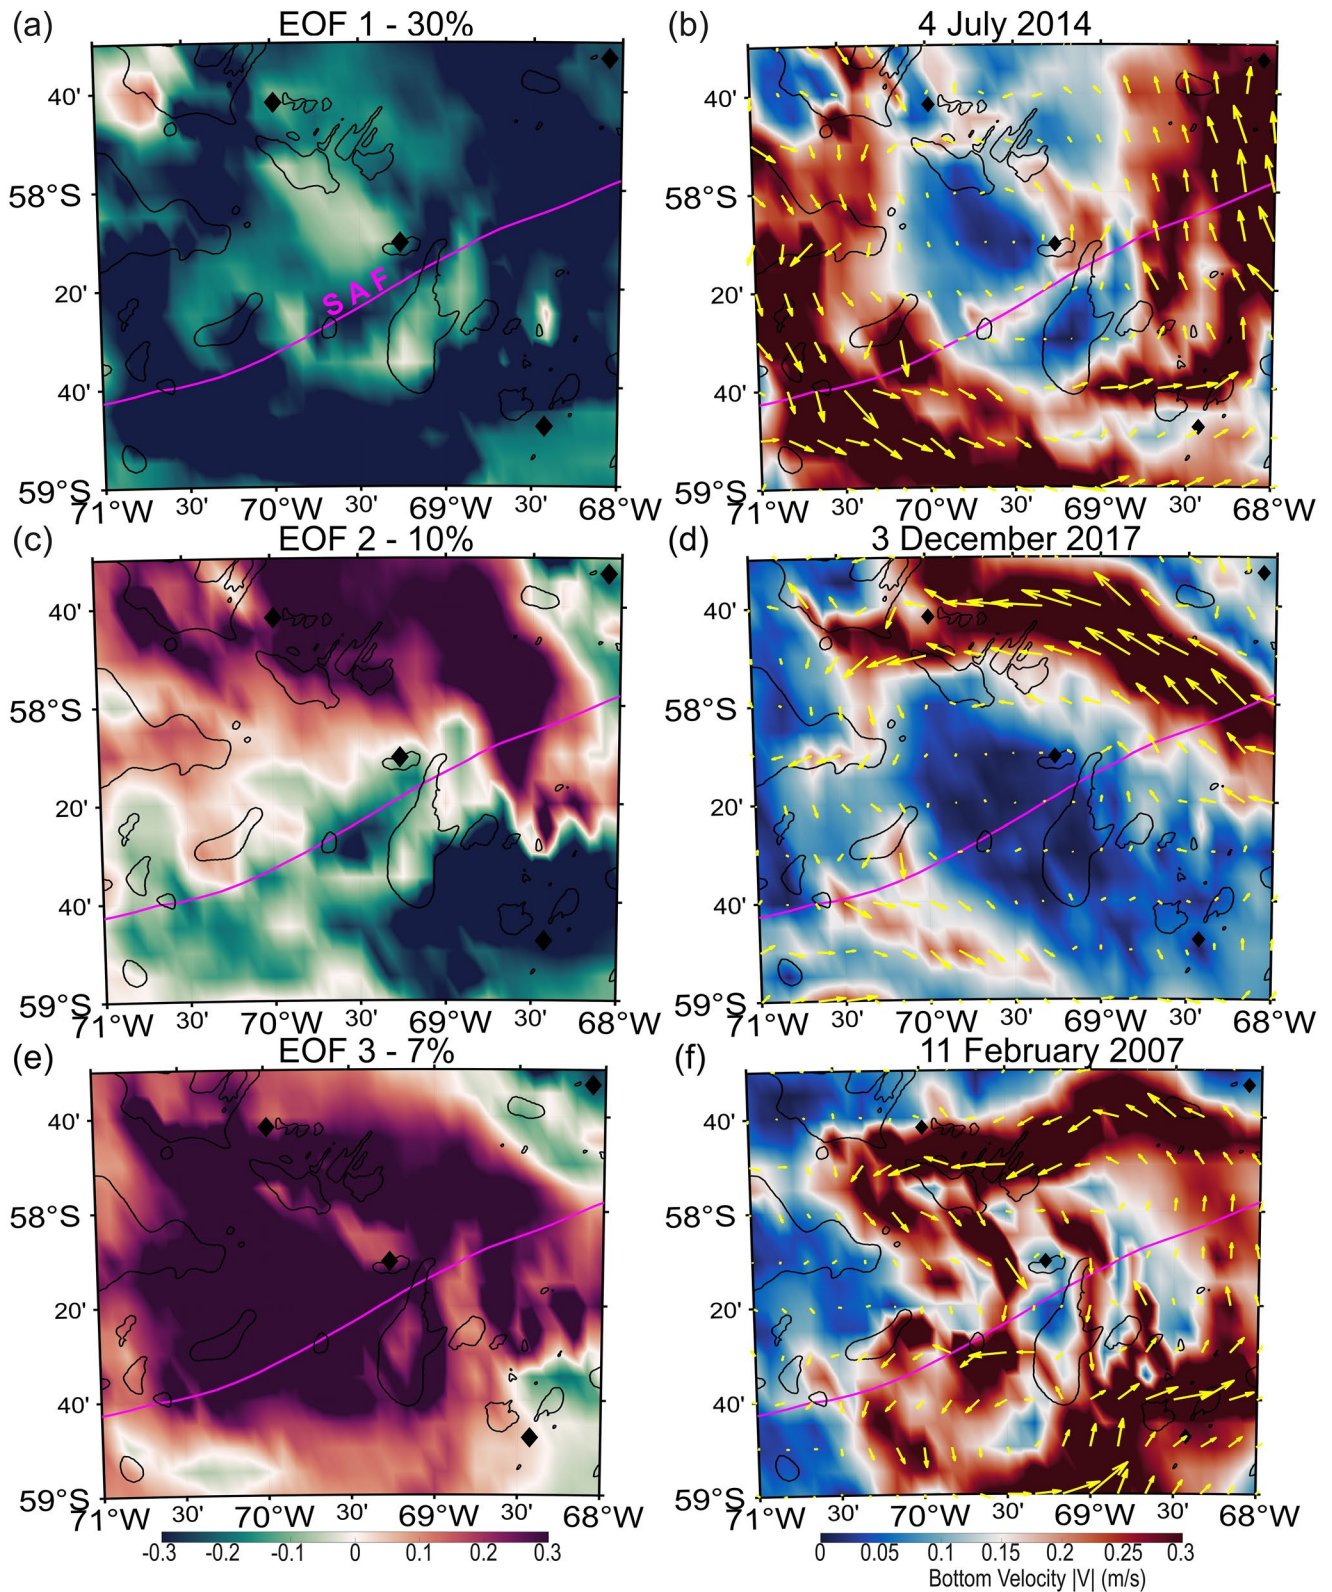 (a) EOF 1 - 30% (b) 4 July 2014
40' 40'
58°S 58°S
SAF
20' 20'
40' 40'
59°S 59°S
71°W 30' 70°W 30' 69°W 30' 68°W 71°W 30' 70°W 30' 69°W 30' 68°W
(c) EOF 2 - 10% (d) 3 December 2017
40' 40'
58°S 58°S
20' 20'
40' 40'
59°S 59°S
71°W 30' 70°W 30' 69°W 30' 68°W 71°W 30' 70°W 30' 69°W 30' 68°W
(e) EOF 3 - 7% (f) 11 February 2007
40' 40'
58°S 58°S
20' 20'
40' 40'
59°S 59°S
71°W 30' 70°W 30' 69°W 30' 68°W 71°W 30' 70°W 30' 69°W 30' 68°W
-0.3 -0.2 -0.1 0 0.1 0.2 0.3 0 0.05 0.1 0.15 0.2 0.25 0.3
Bottom Velocity |V| (m/s)